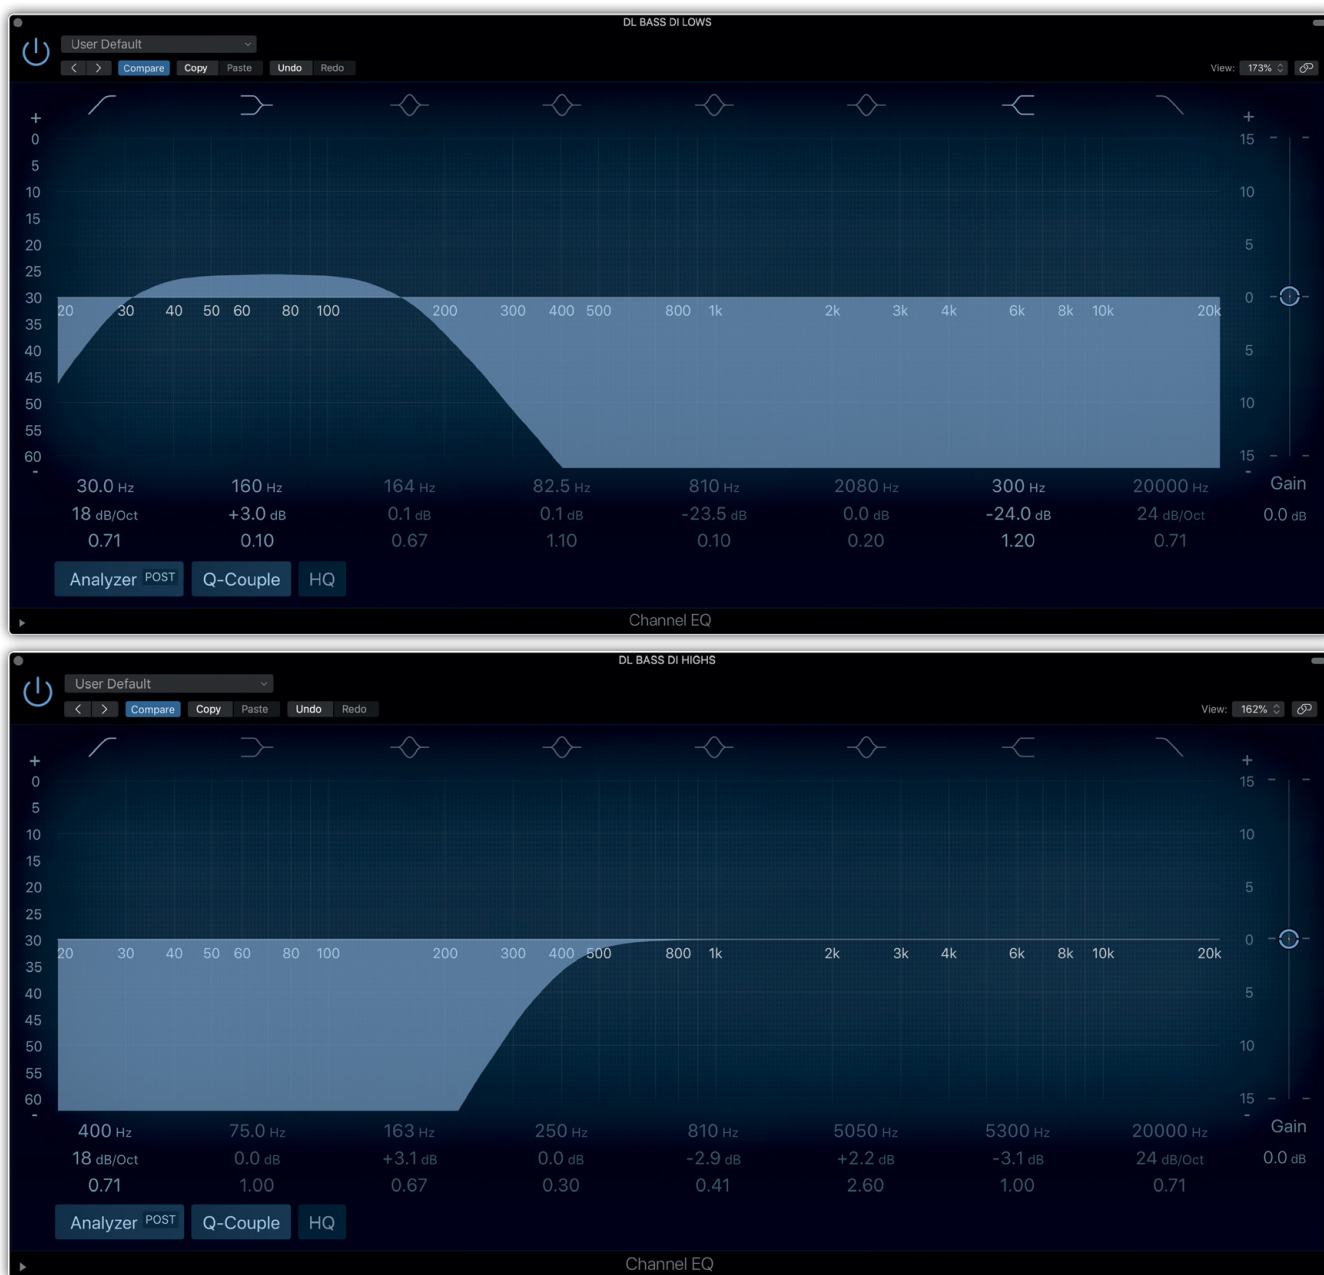 DL BASS DI LOWS
User Default
Compare Copy Paste Undo Redo View: 173%
+ +
0 15
5
10 10
15
20 5
25
30 0
20 30 40 50 60 80 100 200 300 400 500 800 1k 2k 3k 4k 6k 8k 10k 20k
35
40 5
45
50 10
55
60 15
- -
30.0 Hz 160 Hz 164 Hz 82.5 Hz 810 Hz 2080 Hz 300 Hz 20000 Hz Gain
18 dB/Oct +3.0 dB 0.1 dB 0.1 dB -23.5 dB 0.0 dB -24.0 dB 24 dB/Oct 0.0 dB
0.71 0.10 0.67 1.10 0.10 0.20 1.20 0.71
Analyzer POST Q-Couple HQ
Channel EQ
DL BASS DI HIGHS
User Default
Compare Copy Paste Undo Redo View: 162%
+ +
0 15
5
10 10
15
20 5
25
30 0
20 30 40 50 60 80 100 200 300 400 500 800 1k 2k 3k 4k 6k 8k 10k 20k
35
40 5
45
50 10
55
60 15
- -
400 Hz 75.0 Hz 163 Hz 250 Hz 810 Hz 5050 Hz 5300 Hz 20000 Hz Gain
18 dB/Oct 0.0 dB +3.1 dB 0.0 dB -2.9 dB +2.2 dB -3.1 dB 24 dB/Oct 0.0 dB
0.71 1.00 0.67 0.30 0.41 2.60 1.00 0.71
Analyzer POST Q-Couple HQ
Channel EQ